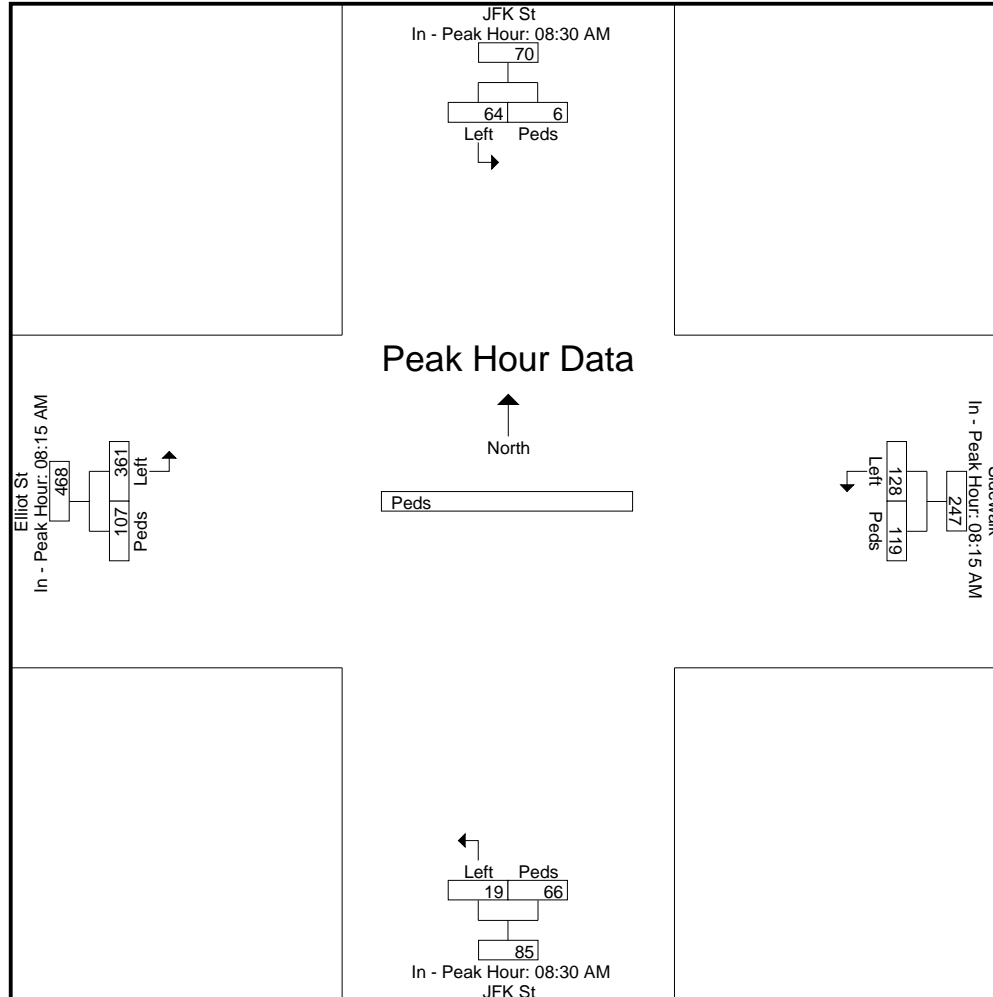 JFK St
In - Peak Hour: 08:30 AM
70
64 6
Left Peds
Peak Hour Data
North
Peds
Elliot St
In - Peak Hour: 08:15 AM
468
361 107
Left Peds
In - Peak Hour: 08:15 AM
247
128 119
Left Peds
Left Peds
19 66
85
In - Peak Hour: 08:30 AM
JFK St